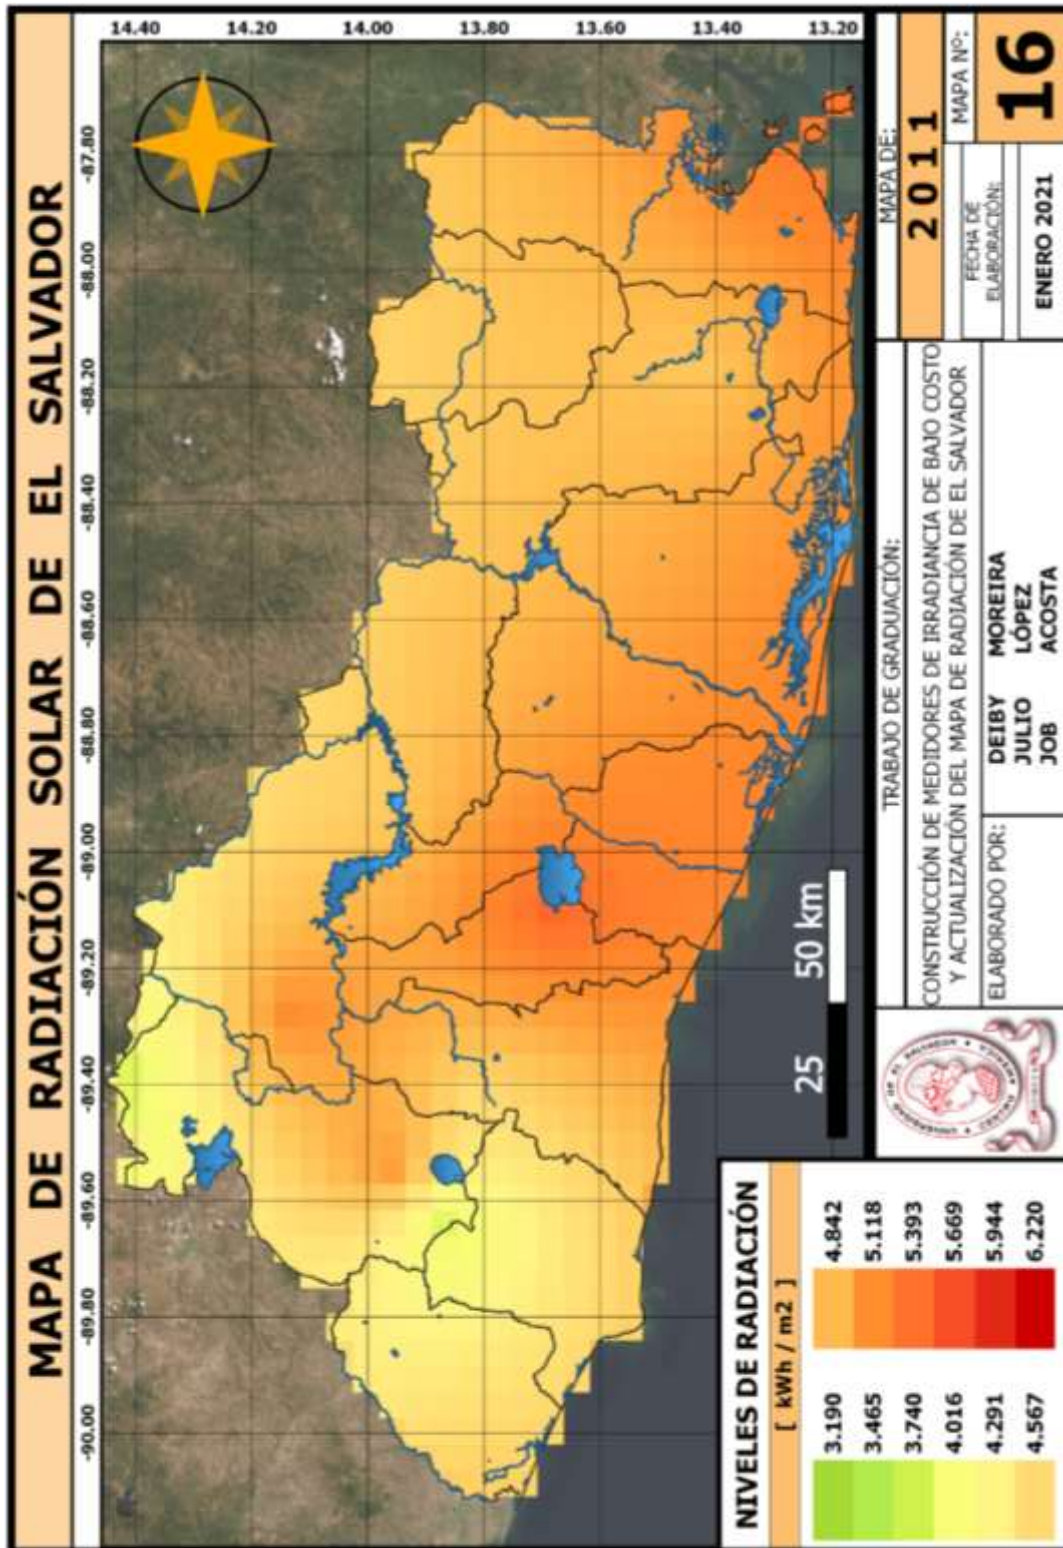 MAPA DE RADIACIÓN SOLAR DE EL SALVADOR
-90.00 -89.80 -89.60 -89.40 -89.20 -89.00 -88.80 -88.60 -88.40 -88.20 -88.00 -87.80
14.40
14.20
14.00
13.80
13.60
13.40
13.20
25 50 km
NIVELES DE RADIACIÓN
[ kWh / m2 ]
3.190 4.842
3.465 5.118
3.740 5.393
4.016 5.669
4.291 5.944
4.567 6.220
TRABAJO DE GRADUACIÓN:
CONSTRUCCIÓN DE MEDIDORES DE IRRADIANCIA DE BAJO COSTO
Y ACTUALIZACIÓN DEL MAPA DE RADIACIÓN DE EL SALVADOR
ELABORADO POR:
DEIBY MOREIRA
JULIO LÓPEZ
JOB ACOSTA
MAPA DE:
2011
FECHA DE
ELABORACIÓN:
ENERO 2021
MAPA Nº:
16